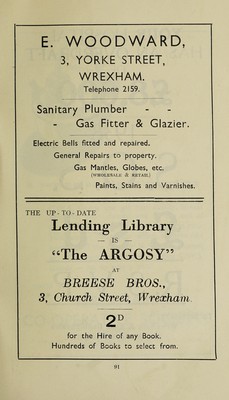 E. WOODWARD,
3, YORKE STREET,
WREXHAM.
Telephone 2159.
Sanitary Plumber - -
- Gas Fitter & Glazier.
Electric Bells fitted and repaired.
General Repairs to property.
Gas Mantles, Globes, etc.
(WHOLESALE & RETAIL)
Paints, Stains and Varnishes.
THE UP-TO-DATE
Lending Library
— IS —
"The ARGOSY"
AT
BREESE BROS.,
3, Church Street, Wrexham.
2D
for the Hire of any Book.
Hundreds of Books to select from.
91